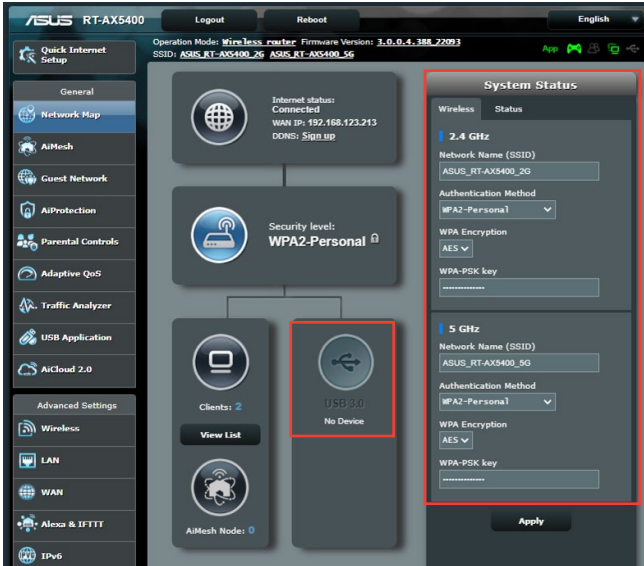 ASUS RT-AX5400
Logout
Reboot
English
Operation Mode: Wireless router Firmware Version: 3.0.0.4.388_22093
SSID: ASUS_RT-AX5400_2G ASUS_RT-AX5400_5G
App
Quick Internet
Setup
General
Network Map
AiMesh
Guest Network
AiProtection
Parental Controls
Adaptive QoS
Traffic Analyzer
USB Application
AiCloud 2.0
Advanced Settings
Wireless
LAN
WAN
Alexa & IFTTT
IPv6
Internet status:
Connected
WAN IP: 192.168.123.213
DDNS: Sign up
Security level:
WPA2-Personal
Clients: 2
View List
AiMesh Node: 0
USB 3.0
No Device
System Status
Wireless
Status
2.4 GHz
Network Name (SSID)
ASUS_RT-AX5400_2G
Authentication Method
WPA2-Personal
WPA Encryption
AES
WPA-PSK key
5 GHz
Network Name (SSID)
ASUS_RT-AX5400_5G
Authentication Method
WPA2-Personal
WPA Encryption
AES
WPA-PSK key
Apply